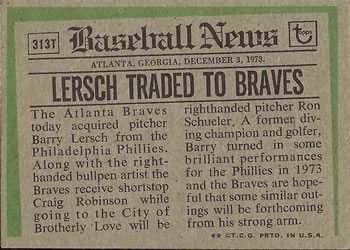 313T
Baseball News
topps
ATLANTA, GEORGIA, DECEMBER 3, 1973.
LERSCH TRADED TO BRAVES
The Atlanta Braves
today acquired pitcher
Barry Lersch from the
Philadelphia Phillies.
Along with the right-
handed bullpen artist the
Braves receive shortstop
Craig Robinson while
going to the City of
Brotherly Love will be
righthanded pitcher Ron
Schueler. A former div-
ing champion and golfer,
Barry turned in some
brilliant performances
for the Phillies in 1973
and the Braves are hope-
ful that some similar out-
ings will be forthcoming
from his strong arm.
** © T.C.G. PRTD. IN U.S.A.